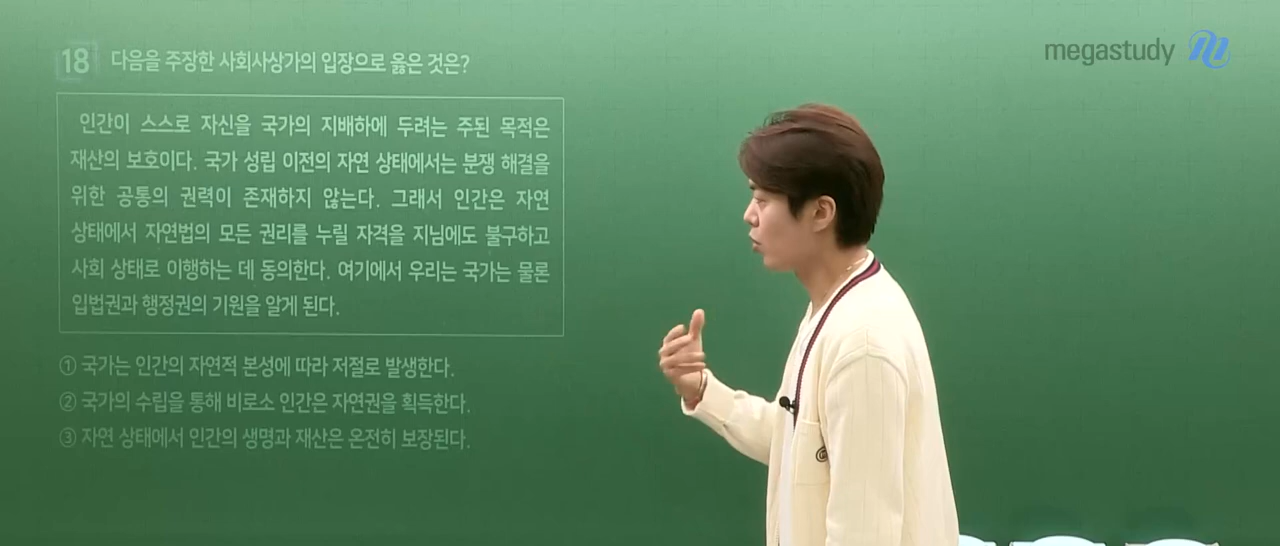 18 다음을 주장한 사회사상가의 입장으로 옳은 것은?
megastudy
인간이 스스로 자신을 국가의 지배하에 두려는 주된 목적은
재산의 보호이다. 국가 성립 이전의 자연 상태에서는 분쟁 해결을
위한 공통의 권력이 존재하지 않는다. 그래서 인간은 자연
상태에서 자연법의 모든 권리를 누릴 자격을 지님에도 불구하고
사회 상태로 이행하는 데 동의한다. 여기에서 우리는 국가는 물론
입법권과 행정권의 기원을 알게 된다.
① 국가는 인간의 자연적 본성에 따라 저절로 발생한다.
② 국가의 수립을 통해 비로소 인간은 자연권을 획득한다.
③ 자연 상태에서 인간의 생명과 재산은 온전히 보장된다.